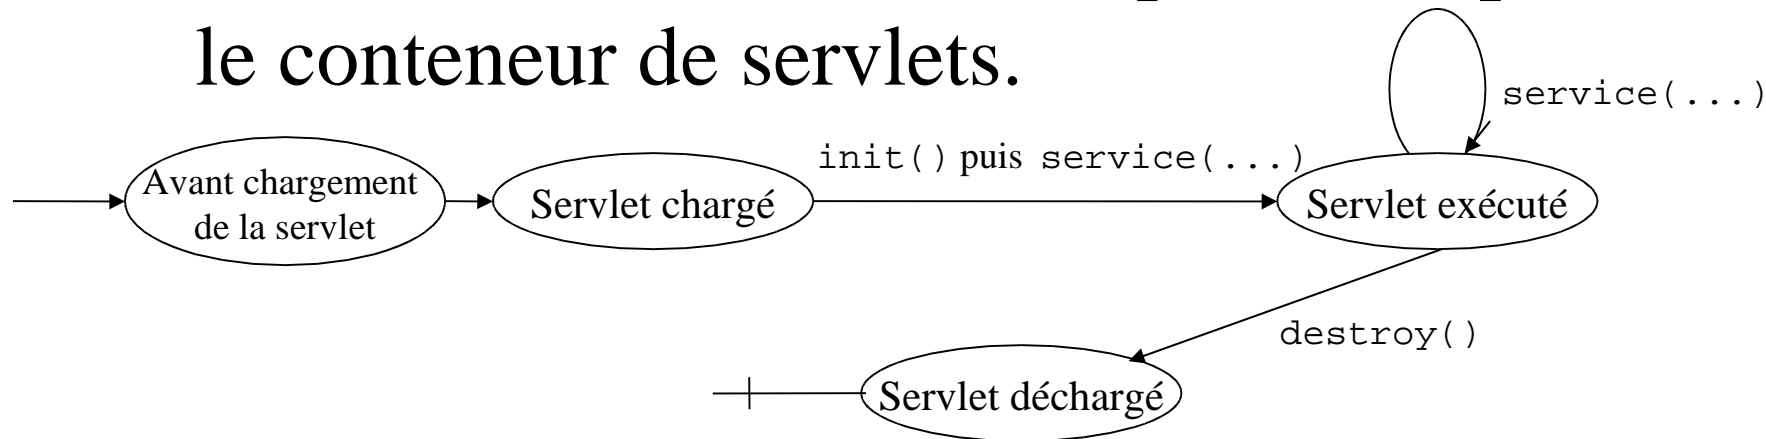 le conteneur de servlets.
service(...)
init() puis service(...)
Avant chargement
de la servlet
Servlet chargé
Servlet exécuté
destroy()
Servlet déchargé